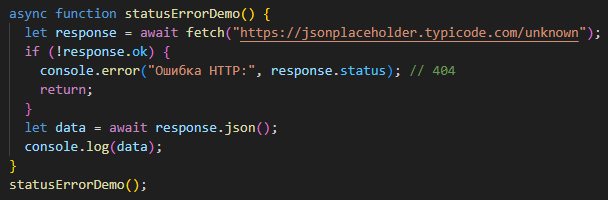 async function statusErrorDemo() {
  let response = await fetch("https://jsonplaceholder.typicode.com/unknown");
  if (!response.ok) {
    console.error("Ошибка HTTP:", response.status); // 404
    return;
  }
  let data = await response.json();
  console.log(data);
}
statusErrorDemo();